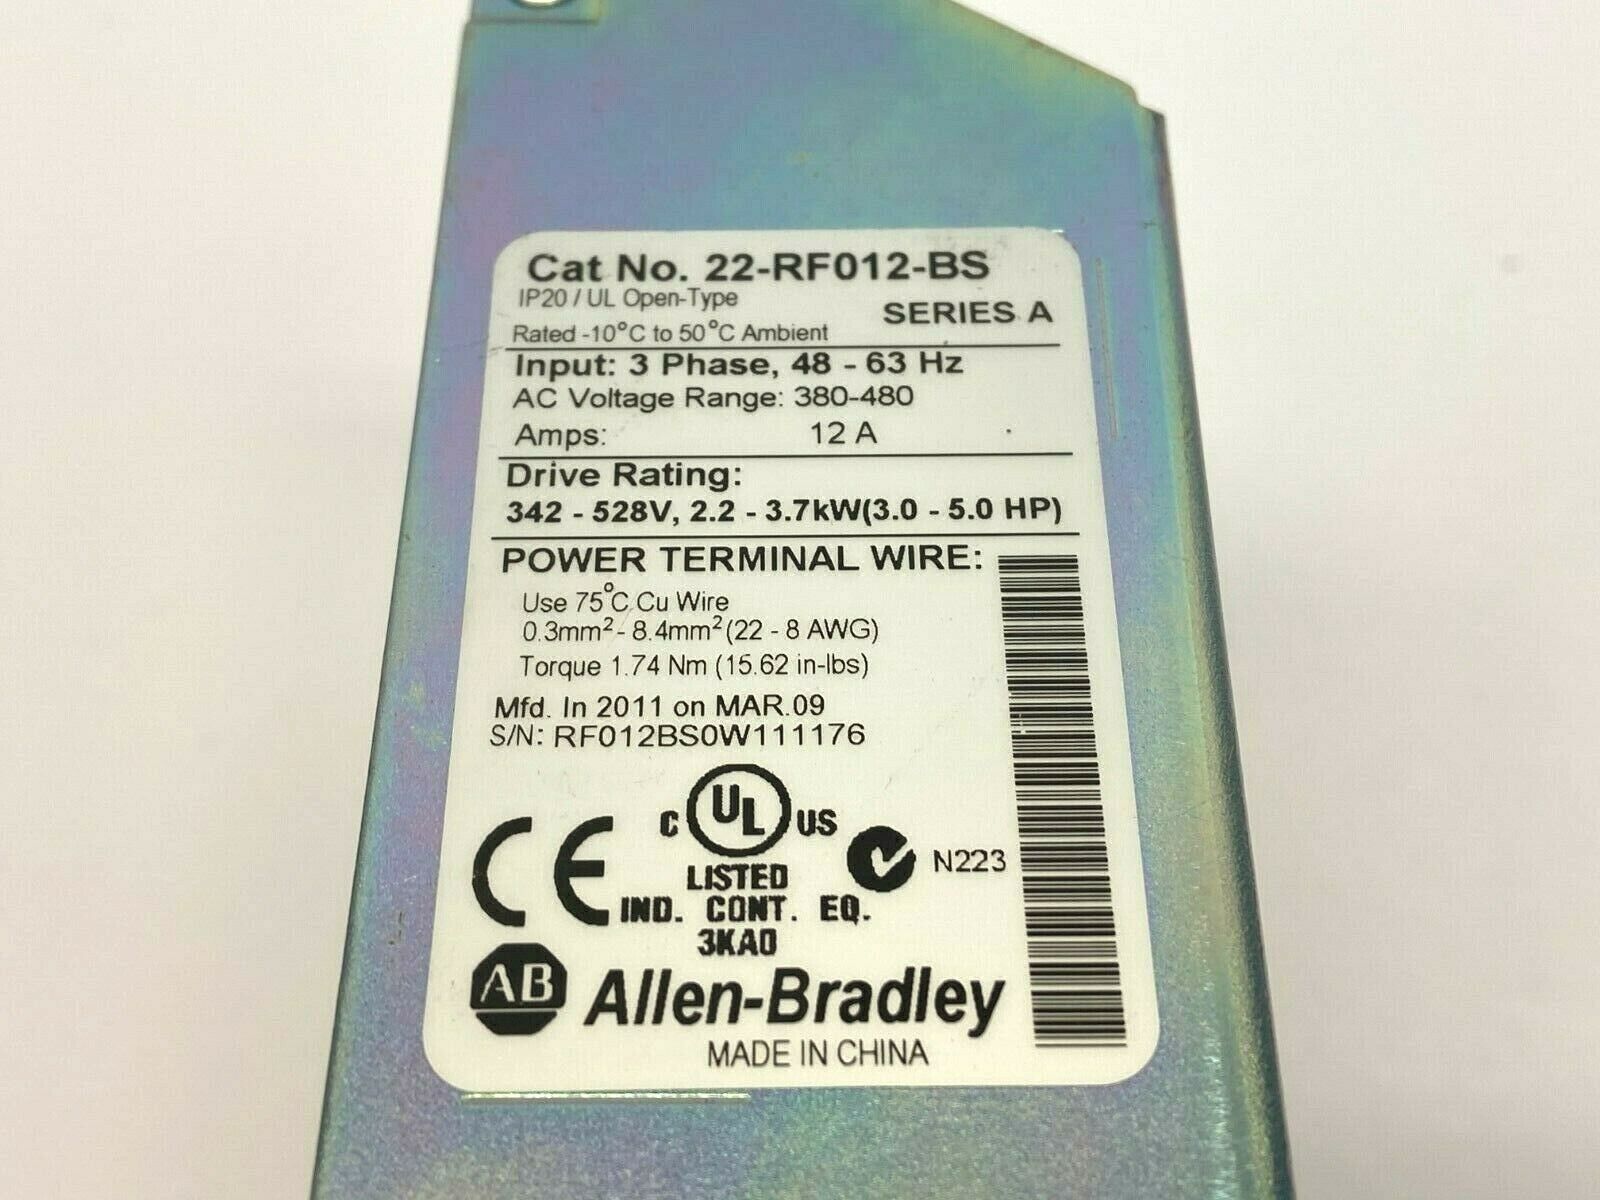 Cat No. 22-RF012-BS
IP20 / UL Open-Type
SERIES A
Rated -10°C to 50°C Ambient
Input: 3 Phase, 48 - 63 Hz
AC Voltage Range: 380-480
Amps: 12 A
Drive Rating:
342 - 528V, 2.2 - 3.7kW(3.0 - 5.0 HP)
POWER TERMINAL WIRE:
Use 75°C Cu Wire
0.3mm² - 8.4mm² (22 - 8 AWG)
Torque 1.74 Nm (15.62 in-lbs)
Mfd. In 2011 on MAR.09
S/N: RF012BS0W111176
C UL US
LISTED
CE
N223
IND. CONT. EQ.
3KA0
AB Allen-Bradley
MADE IN CHINA